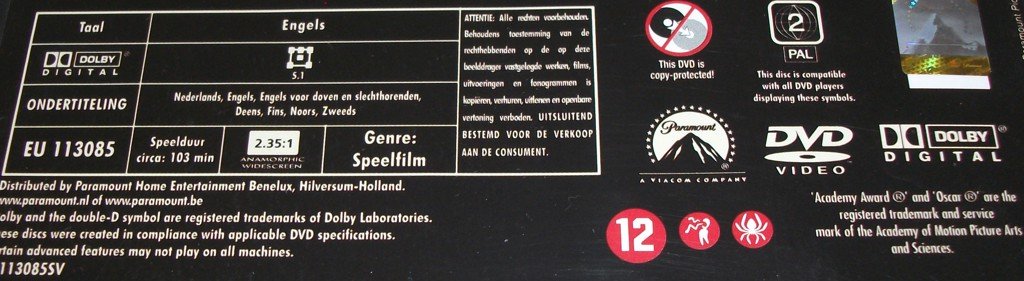 Taal
Engels
DOLBY
DIGITAL
5.1
ONDERTITELING
Nederlands, Engels, Engels voor doven en slechthorenden,
Deens, Fins, Noors, Zweeds
EU 113085
Speelduur
circa: 103 min
2.35:1
ANAMORPHIC
WIDESCREEN
Genre:
Speelfilm
ATTENTIE: Alle rechten voorbehouden.
Behoudens toestemming van de
rechthebbenden op de op deze
beelddrager vastgelegde werken, films,
uitvoeringen en fonogrammen is
kopiëren, verhuren, uitlenen en openbare
vertoning verboden. UITSLUITEND
BESTEMD VOOR DE VERKOOP
AAN DE CONSUMENT.
Distributed by Paramount Home Entertainment Benelux, Hilversum-Holland.
www.paramount.nl of www.paramount.be
olby and the double-D symbol are registered trademarks of Dolby Laboratories.
ese discs were created in compliance with applicable DVD specifications.
rtain advanced features may not play on all machines.
113085SV
This DVD is
copy-protected!
2
PAL
This disc is compatible
with all DVD players
displaying these symbols.
Paramount
A VIACOM COMPANY
DVD
VIDEO
DOLBY ®
DIGITAL
12
'Academy Award ®' and 'Oscar ®' are the
registered trademark and service
mark of the Academy of Motion Picture Arts
and Sciences.